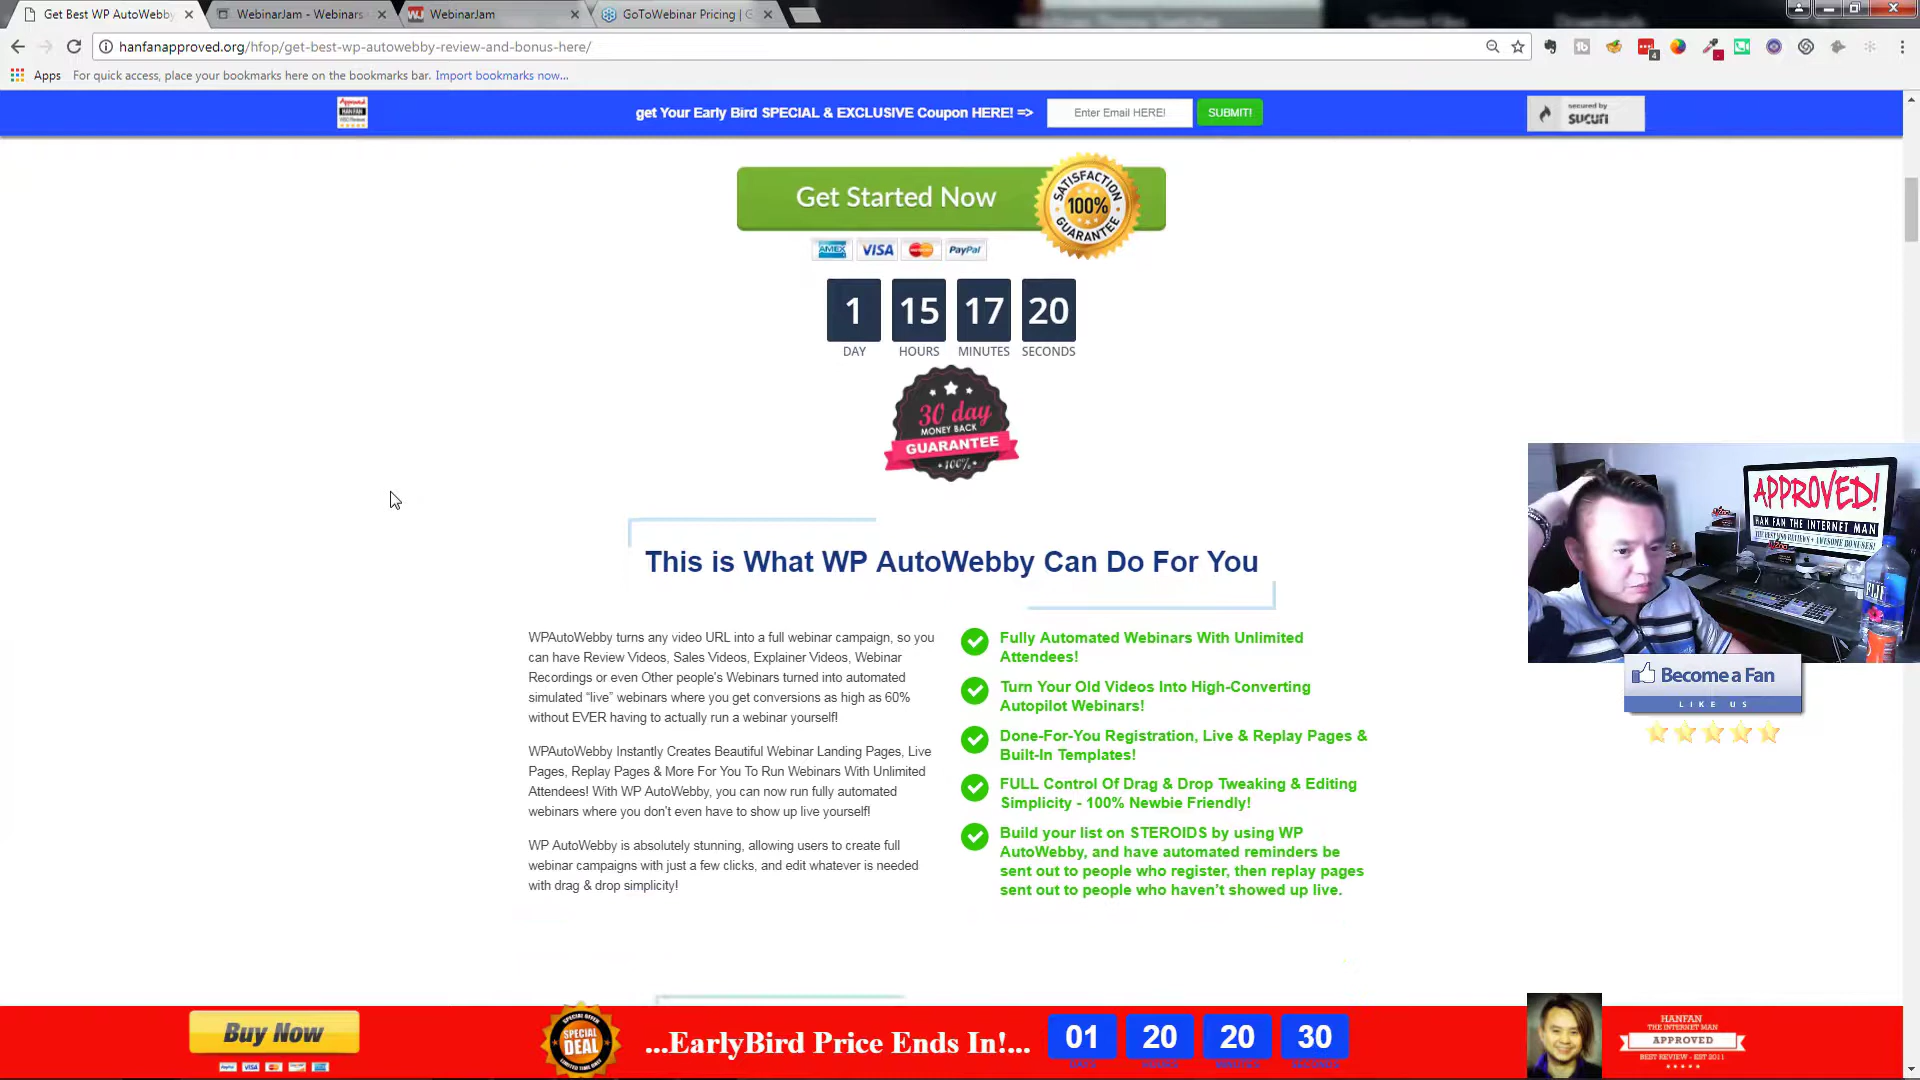 Get Best WP AutoWebby
WebinarJam - Webinars
WebinarJam
GoToWebinar Pricing | G
hanfanapproved.org/hfop/get-best-wp-autowebby-review-and-bonus-here/
Apps
For quick access, place your bookmarks here on the bookmarks bar. Import bookmarks now...
get Your Early Bird SPECIAL & EXCLUSIVE Coupon HERE! =>
Enter Email HERE!
SUBMIT!
secured by
sucuri
Get Started Now
SATISFACTION
100%
GUARANTEE
AMEX
VISA
PayPal
1
15
17
20
DAY
HOURS
MINUTES
SECONDS
30 day
MONEY BACK
GUARANTEE
100%
This is What WP AutoWebby Can Do For You
WPAutoWebby turns any video URL into a full webinar campaign, so you
can have Review Videos, Sales Videos, Explainer Videos, Webinar
Recordings or even Other people's Webinars turned into automated
simulated “live” webinars where you get conversions as high as 60%
without EVER having to actually run a webinar yourself!
WPAutoWebby Instantly Creates Beautiful Webinar Landing Pages, Live
Pages, Replay Pages & More For You To Run Webinars With Unlimited
Attendees! With WP AutoWebby, you can now run fully automated
webinars where you don't even have to show up live yourself!
WP AutoWebby is absolutely stunning, allowing users to create full
webinar campaigns with just a few clicks, and edit whatever is needed
with drag & drop simplicity!
Fully Automated Webinars With Unlimited
Attendees!
Turn Your Old Videos Into High-Converting
Autopilot Webinars!
Done-For-You Registration, Live & Replay Pages &
Built-In Templates!
FULL Control Of Drag & Drop Tweaking & Editing
Simplicity - 100% Newbie Friendly!
Build your list on STEROIDS by using WP
AutoWebby, and have automated reminders be
sent out to people who register, then replay pages
sent out to people who haven’t showed up live.
APPROVED!
HAN FAN THE INTERNET MAN
THE BEST WSO REVIEWS + AWESOME BONUSES!
FIJI
Become a Fan
LIKE US
Buy Now
SPECIAL OFFER
SPECIAL
DEAL
...EarlyBird Price Ends In!...
01
20
20
30
HANFAN
THE INTERNET MAN
APPROVED
BEST REVIEW - EST 2011